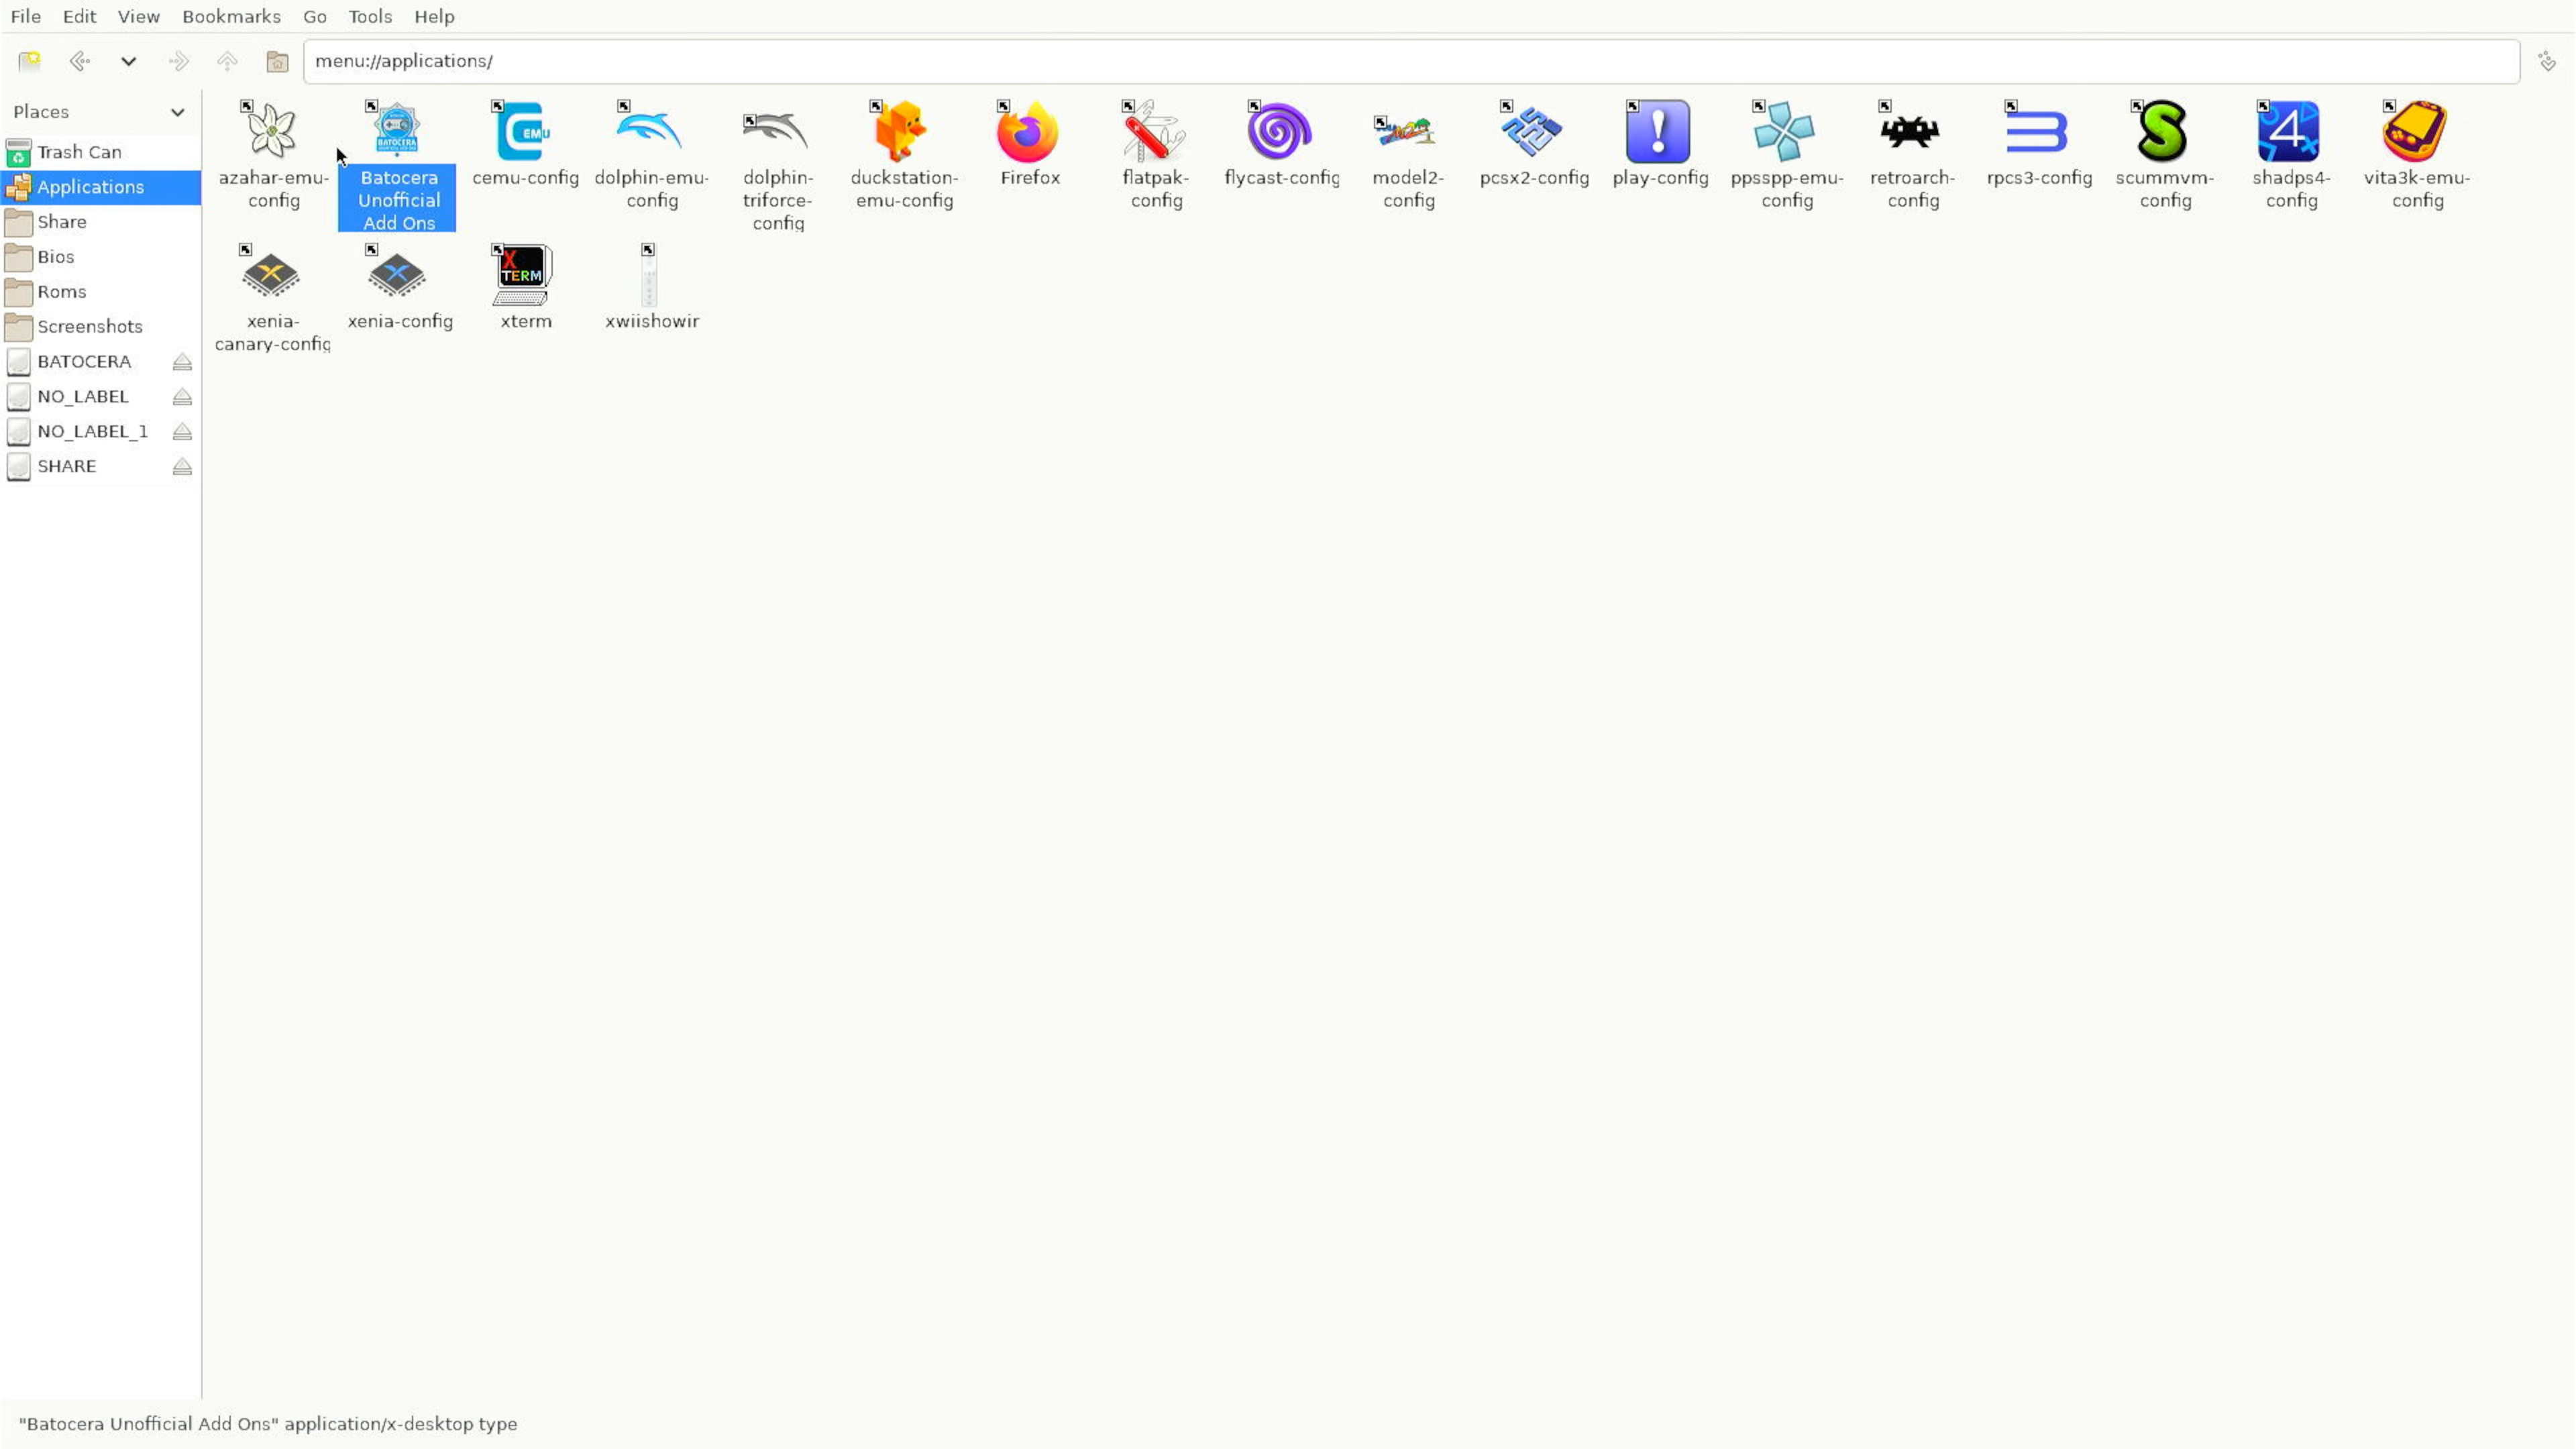 File Edit View Bookmarks Go Tools Help
menu://applications/
Places
Trash Can
Applications
Share
Bios
Roms
Screenshots
BATOCERA
NO_LABEL
NO_LABEL_1
SHARE
azahar-emu-
config
BATOCERA
Batocera
Unofficial
Add Ons
EMU
cemu-config
dolphin-emu-
config
dolphin-
triforce-
config
duckstation-
emu-config
Firefox
flatpak-
config
flycast-config
model2-
config
pcsx2-config
!
play-config
ppsspp-emu-
config
retroarch-
config
rpcs3-config
S
scummvm-
config
4
shadps4-
config
vita3k-emu-
config
xenia-
canary-config
xenia-config
X
TERM
xterm
xwiishowir
"Batocera Unofficial Add Ons" application/x-desktop type